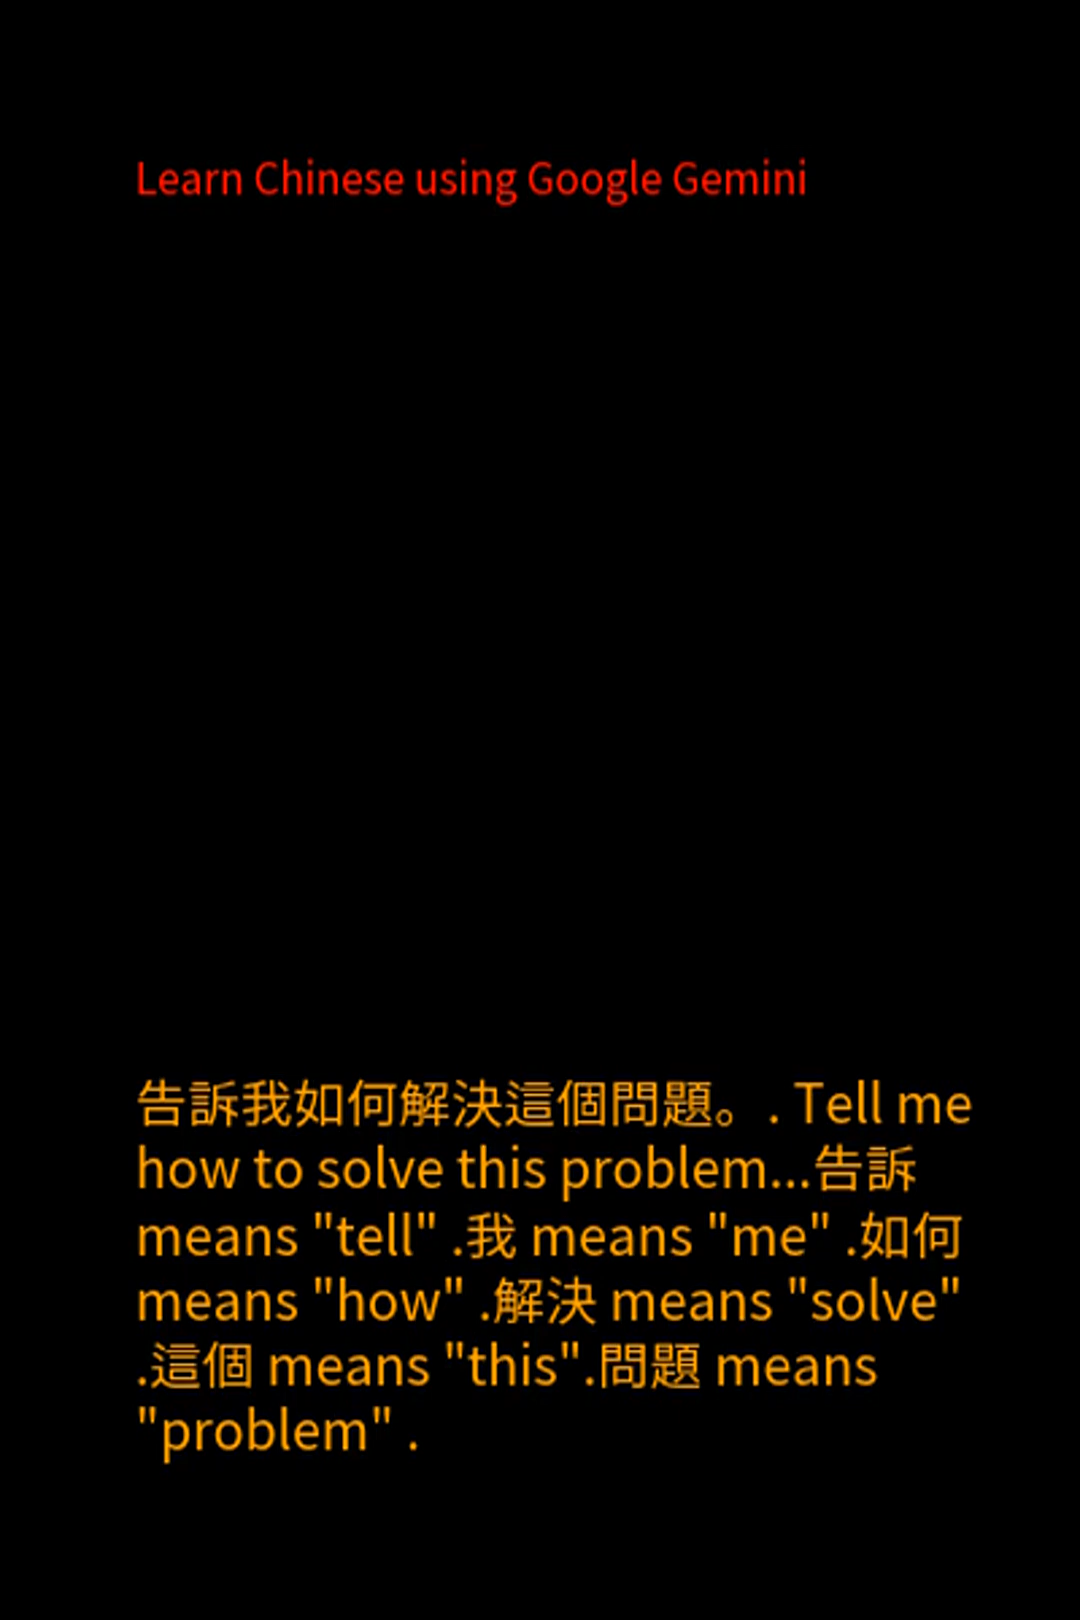 Learn Chinese using Google Gemini
告訴我如何解決這個問題。. Tell me
how to solve this problem...告訴
means "tell" .我 means "me" .如何
means "how" .解決 means "solve"
.這個 means "this".問題 means
"problem" .